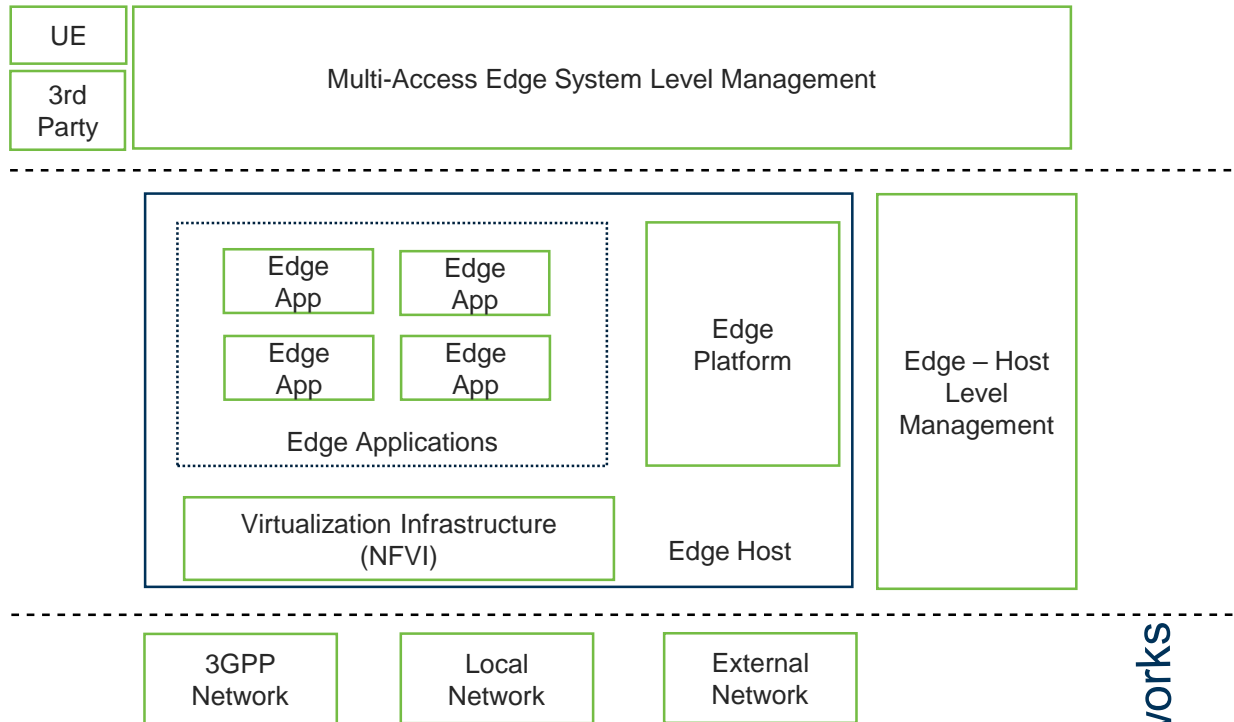 UE
3rd
Party
Multi-Access Edge System Level Management
Edge
App
Edge
App
Edge
App
Edge
App
Edge Applications
Edge
Platform
Edge – Host
Level
Management
Virtualization Infrastructure
(NFVI)
Edge Host
3GPP
Network
Local
Network
External
Network